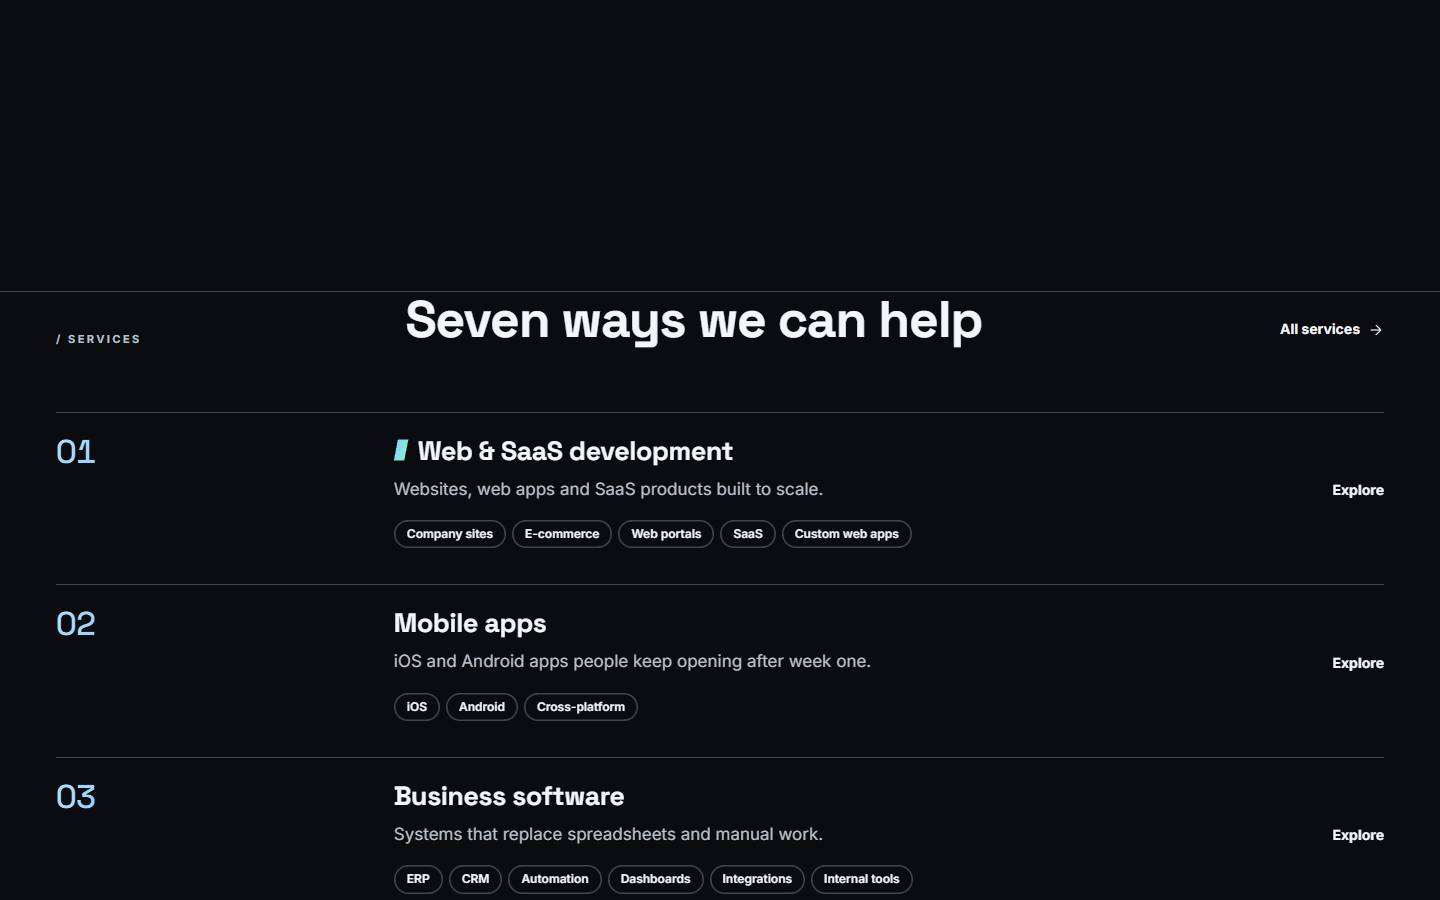 / SERVICES
Seven ways we can help
All services →
01
Web & SaaS development
Websites, web apps and SaaS products built to scale.
Explore
Company sites
E-commerce
Web portals
SaaS
Custom web apps
02
Mobile apps
iOS and Android apps people keep opening after week one.
Explore
iOS
Android
Cross-platform
03
Business software
Systems that replace spreadsheets and manual work.
Explore
ERP
CRM
Automation
Dashboards
Integrations
Internal tools